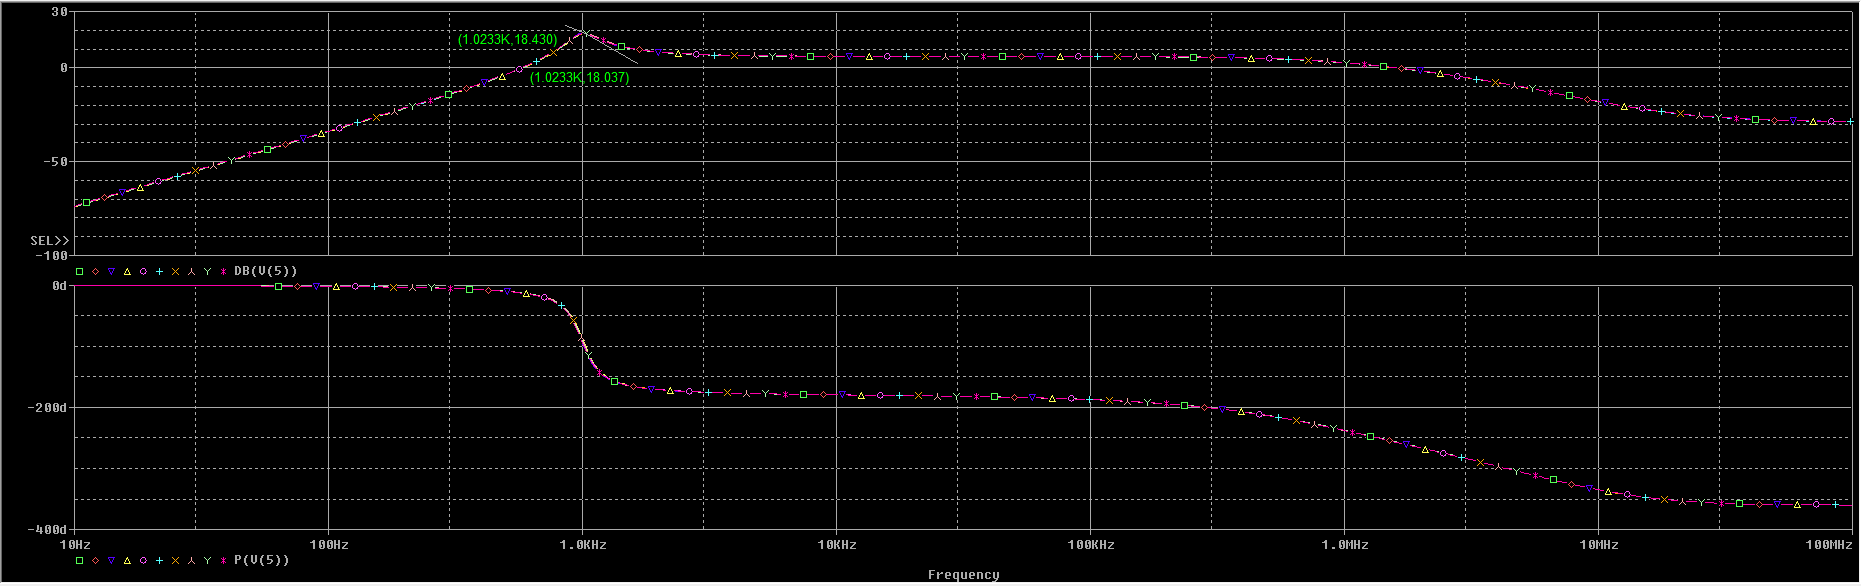 30
(1.0233K,18.430)
0
(1.0233K,18.037)
-50
SEL>>
-100
DB(V(5))
0d
-200d
-400d
10Hz 100Hz 1.0KHz 10KHz 100KHz 1.0MHz 10MHz 100MHz
P(V(5))
Frequency